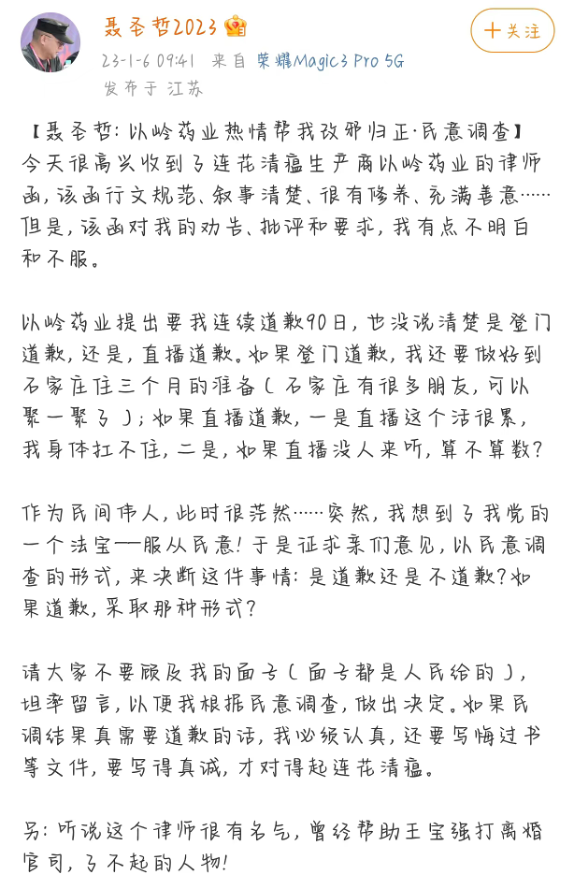 聂圣哲2023
十关注
23-1-6 09:41 来自 荣耀Magic3 Pro 5G
发布于 江苏
【聂圣哲:以岭药业热情帮我改邪归正·民意调查】
今天很高兴收到了连花清瘟生产商以岭药业的律师
函,该函行文规范、叙事清楚、很有修养、充满善意……
但是,该函对我的劝告、批评和要求,我有点不明白
和不服。
以岭药业提出要我连续道歉90日,也没说清楚是登门
道歉,还是,直播道歉。如果登门道歉,我还要做好到
石家庄住三个月的准备(石家庄有很多朋友,可以
聚一聚了);如果直播道歉,一是直播这个活很累,
我身体扛不住,二是,如果直播没人来听,算不算数?
作为民间伟人,此时很茫然……突然,我想到了我党的
一个法宝——服从民意!于是征求亲们意见,以民意调
查的形式,来决断这件事情:是道歉还是不道歉?如
果道歉,采取那种形式?
请大家不要顾及我的面子(面子都是人民给的),
坦率留言,以便我根据民意调查,做出决定。如果民
调结果真需要道歉的话,我必须认真,还要写悔过书
等文件,要写得真诚,才对得起连花清瘟。
另:听说这个律师很有名气,曾经帮助王宝强打离婚
官司,了不起的人物!